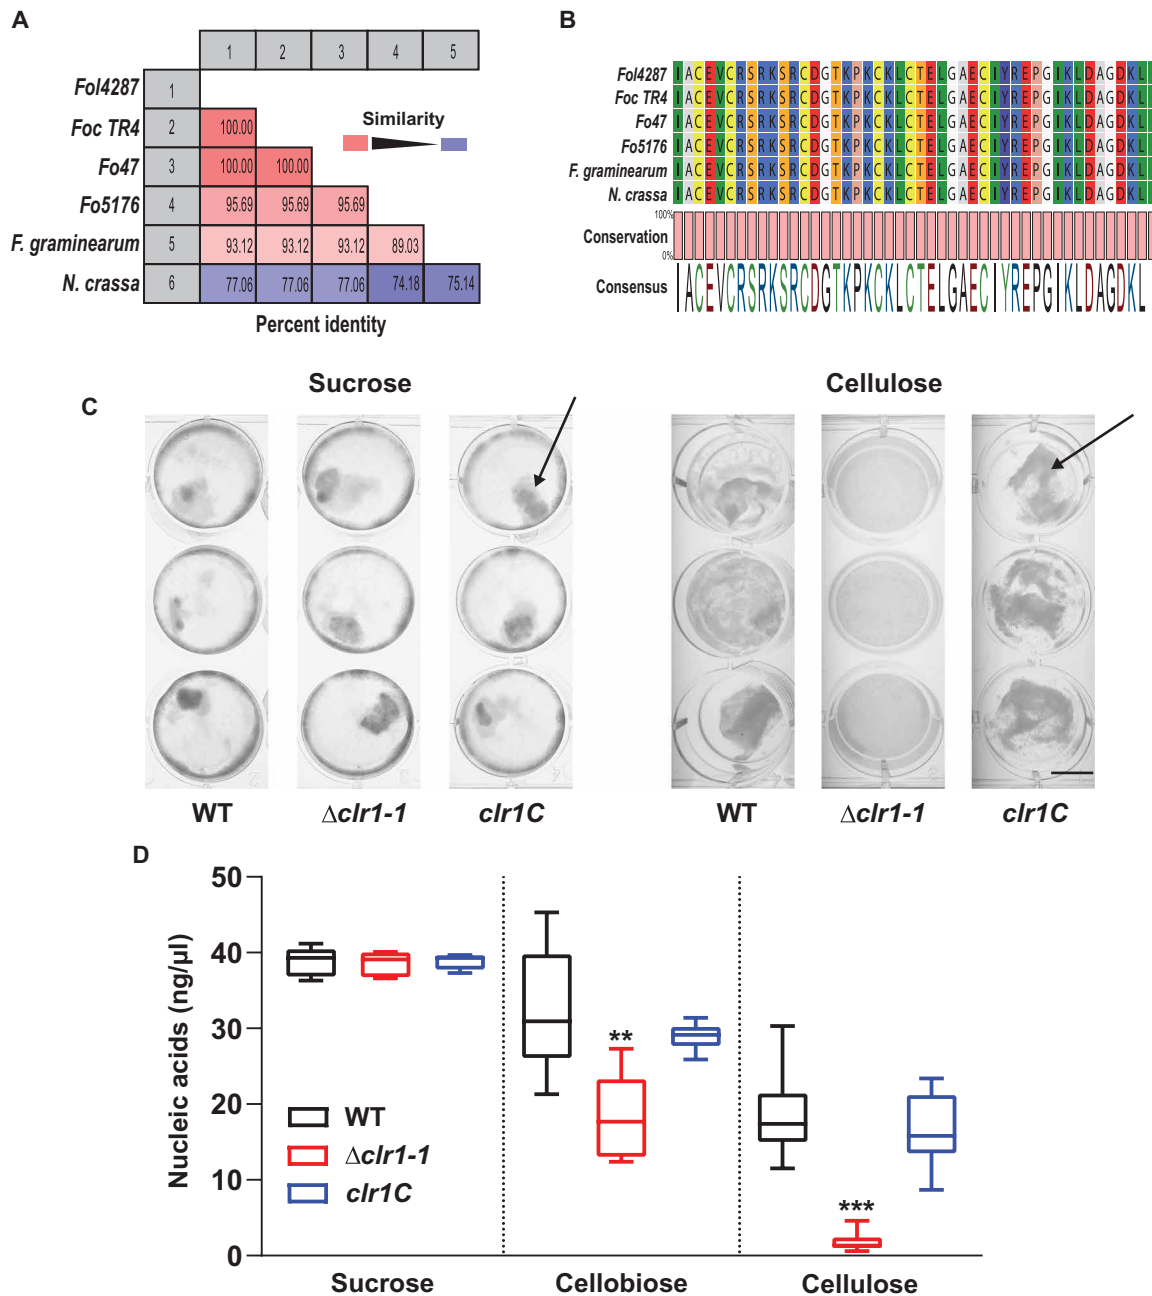 A
1 2 3 4 5
Fol4287 1
Foc TR4 2 100.00
Fo47 3 100.00 100.00
Fo5176 4 95.69 95.69 95.69
F. graminearum 5 93.12 93.12 93.12 89.03
N. crassa 6 77.06 77.06 77.06 74.18 75.14
Similarity
Percent identity
B
Fol4287 IACEVCRSRKSRCDGTKPKCKLCTELGAECIYREPGIKLDAGDKL
Foc TR4 IACEVCRSRKSRCDGTKPKCKLCTELGAECIYREPGIKLDAGDKL
Fo47 IACEVCRSRKSRCDGTKPKCKLCTELGAECIYREPGIKLDAGDKL
Fo5176 IACEVCRSRKSRCDGTKPKCKLCTELGAECIYREPGIKLDAGDKL
F. graminearum IACEVCRSRKSRCDGTKPKCKLCTELGAECIYREPGIKLDAGDKL
N. crassa IACEVCRSRKSRCDGTKPKCKLCTELGAECIYREPGIKLDAGDKL
100%
Conservation
0%
Consensus IACEVCRSRKSRCDGTKPKCKLCTELGAECIYREPGIKLDAGDKL
C
Sucrose Cellulose
WT Δclr1-1 clr1C WT Δclr1-1 clr1C
D
Nucleic acids (ng/µl)
50
40
30
20
10
0
**
***
WT
Δclr1-1
clr1C
Sucrose Cellobiose Cellulose